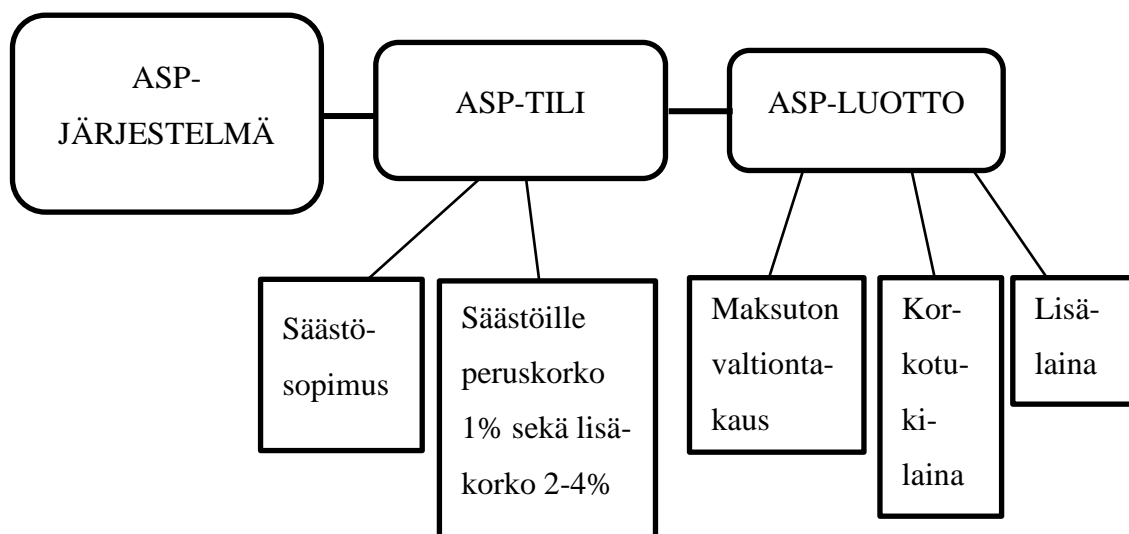 ASP-
JÄRJESTELMÄ
ASP-TILI
ASP-LUOTTO
Säästö-
sopimus
Säästöille
peruskorko
1% sekä lisä-
korko 2-4%
Maksuton
valtionta-
kaus
Kor-
kotu-
ki-
laina
Lisä-
laina